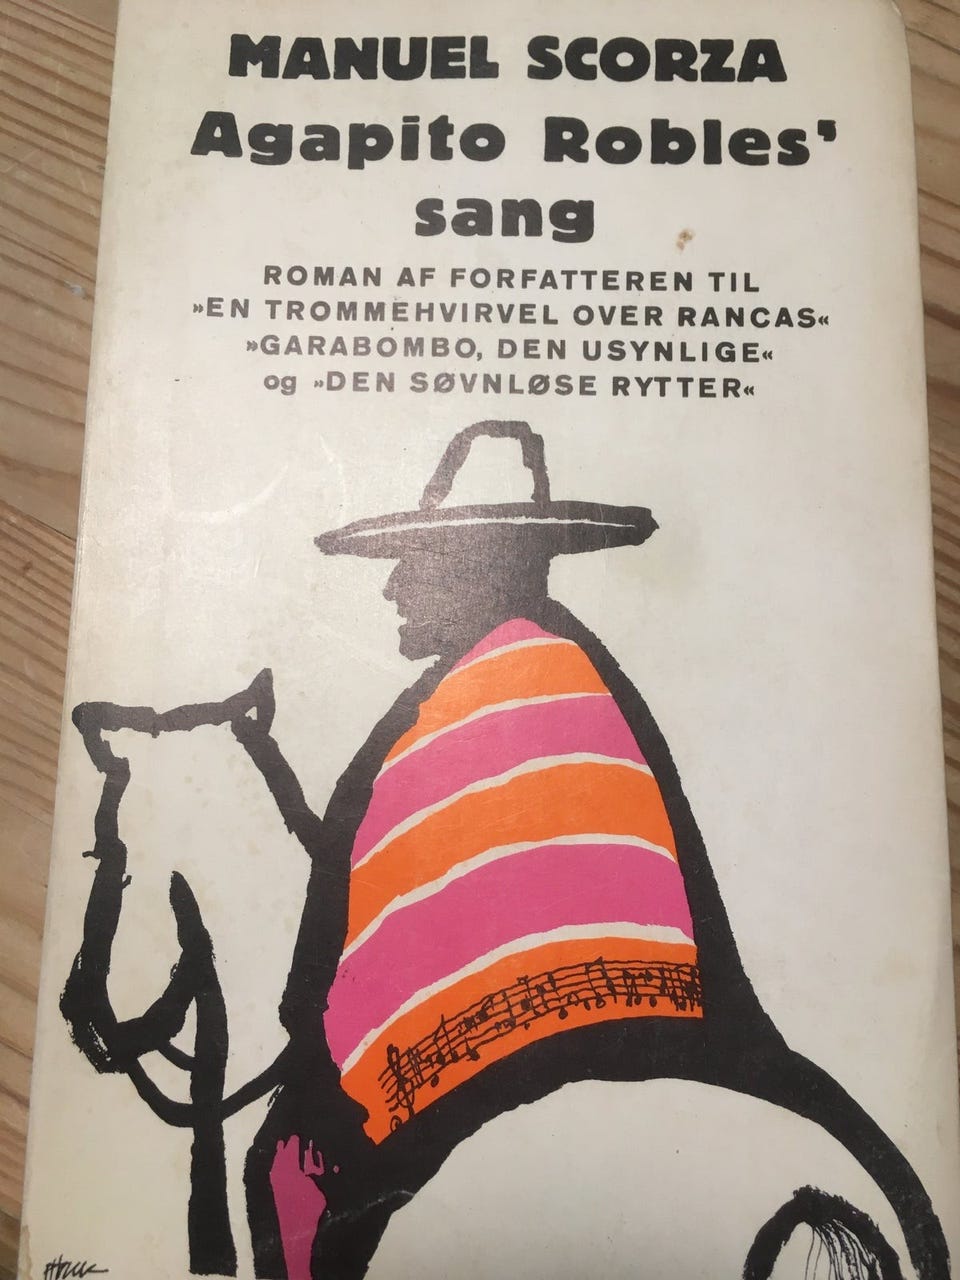 MANUEL SCORZA
Agapito Robles'
sang
ROMAN AF FORFATTEREN TIL
»EN TROMMEHVIRVEL OVER RANCAS«
»GARABOMBO, DEN USYNLIGE«
og »DEN SØVNLØSE RYTTER«